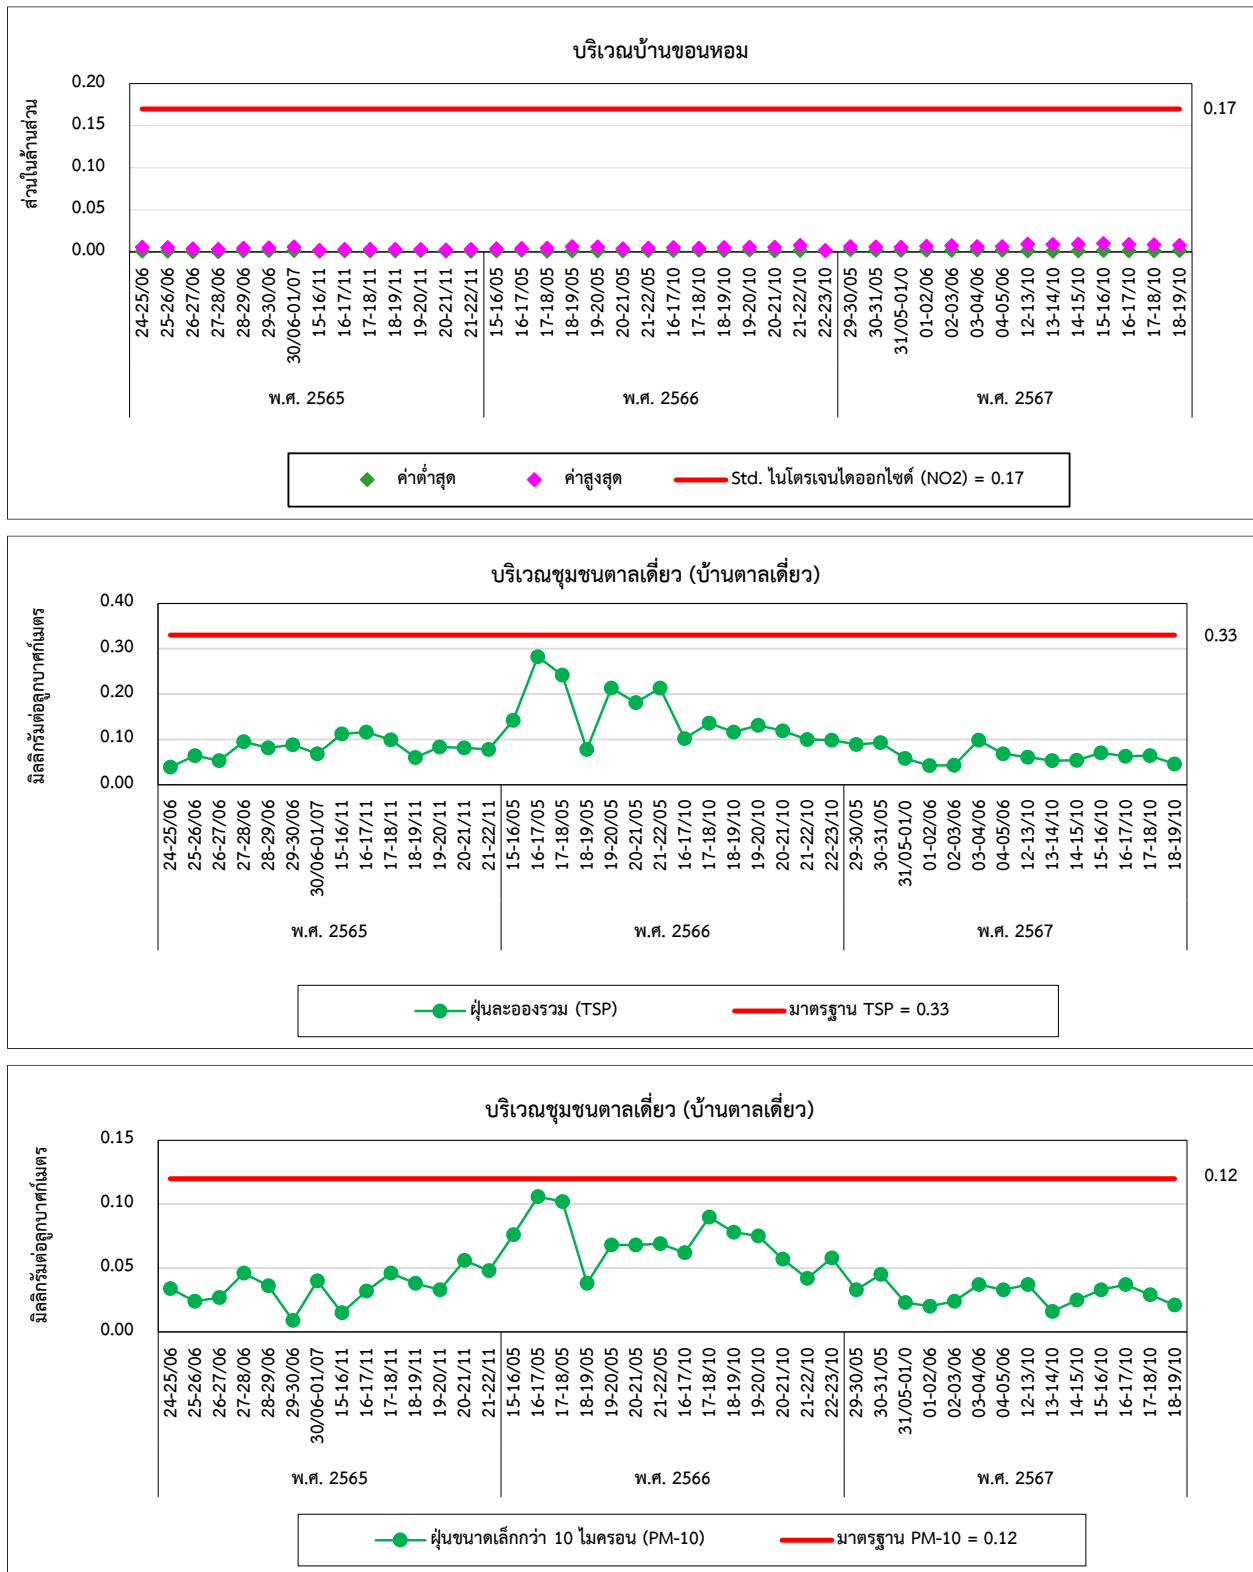 บริเวณบ้านขอนหอม
ส่วนในล้านส่วน
0.20
0.15
0.10
0.05
0.00
0.17
24-25/06 25-26/06 26-27/06 27-28/06 28-29/06 29-30/06 30/06-01/07 15-16/11 16-17/11 17-18/11 18-19/11 19-20/11 20-21/11 21-22/11 15-16/05 16-17/05 17-18/05 18-19/05 19-20/05 20-21/05 21-22/05 16-17/10 17-18/10 18-19/10 19-20/10 20-21/10 21-22/10 22-23/10 29-30/05 30-31/05 31/05-01/0 01-02/06 02-03/06 03-04/06 04-05/06 12-13/10 13-14/10 14-15/10 15-16/10 16-17/10 17-18/10 18-19/10
พ.ศ. 2565 พ.ศ. 2566 พ.ศ. 2567
ค่าต่ำสุด ค่าสูงสุด Std. ไนโตรเจนไดออกไซด์ (NO2) = 0.17
บริเวณชุมชนตาลเดี่ยว (บ้านตาลเดี่ยว)
มิลลิกรัมต่อลูกบาศก์เมตร
0.40
0.30
0.20
0.10
0.00
0.33
24-25/06 25-26/06 26-27/06 27-28/06 28-29/06 29-30/06 30/06-01/07 15-16/11 16-17/11 17-18/11 18-19/11 19-20/11 20-21/11 21-22/11 15-16/05 16-17/05 17-18/05 18-19/05 19-20/05 20-21/05 21-22/05 16-17/10 17-18/10 18-19/10 19-20/10 20-21/10 21-22/10 22-23/10 29-30/05 30-31/05 31/05-01/0 01-02/06 02-03/06 03-04/06 04-05/06 12-13/10 13-14/10 14-15/10 15-16/10 16-17/10 17-18/10 18-19/10
พ.ศ. 2565 พ.ศ. 2566 พ.ศ. 2567
ฝุ่นละอองรวม (TSP) มาตรฐาน TSP = 0.33
บริเวณชุมชนตาลเดี่ยว (บ้านตาลเดี่ยว)
มิลลิกรัมต่อลูกบาศก์เมตร
0.15
0.10
0.05
0.00
0.12
24-25/06 25-26/06 26-27/06 27-28/06 28-29/06 29-30/06 30/06-01/07 15-16/11 16-17/11 17-18/11 18-19/11 19-20/11 20-21/11 21-22/11 15-16/05 16-17/05 17-18/05 18-19/05 19-20/05 20-21/05 21-22/05 16-17/10 17-18/10 18-19/10 19-20/10 20-21/10 21-22/10 22-23/10 29-30/05 30-31/05 31/05-01/0 01-02/06 02-03/06 03-04/06 04-05/06 12-13/10 13-14/10 14-15/10 15-16/10 16-17/10 17-18/10 18-19/10
พ.ศ. 2565 พ.ศ. 2566 พ.ศ. 2567
ฝุ่นขนาดเล็กกว่า 10 ไมครอน (PM-10) มาตรฐาน PM-10 = 0.12